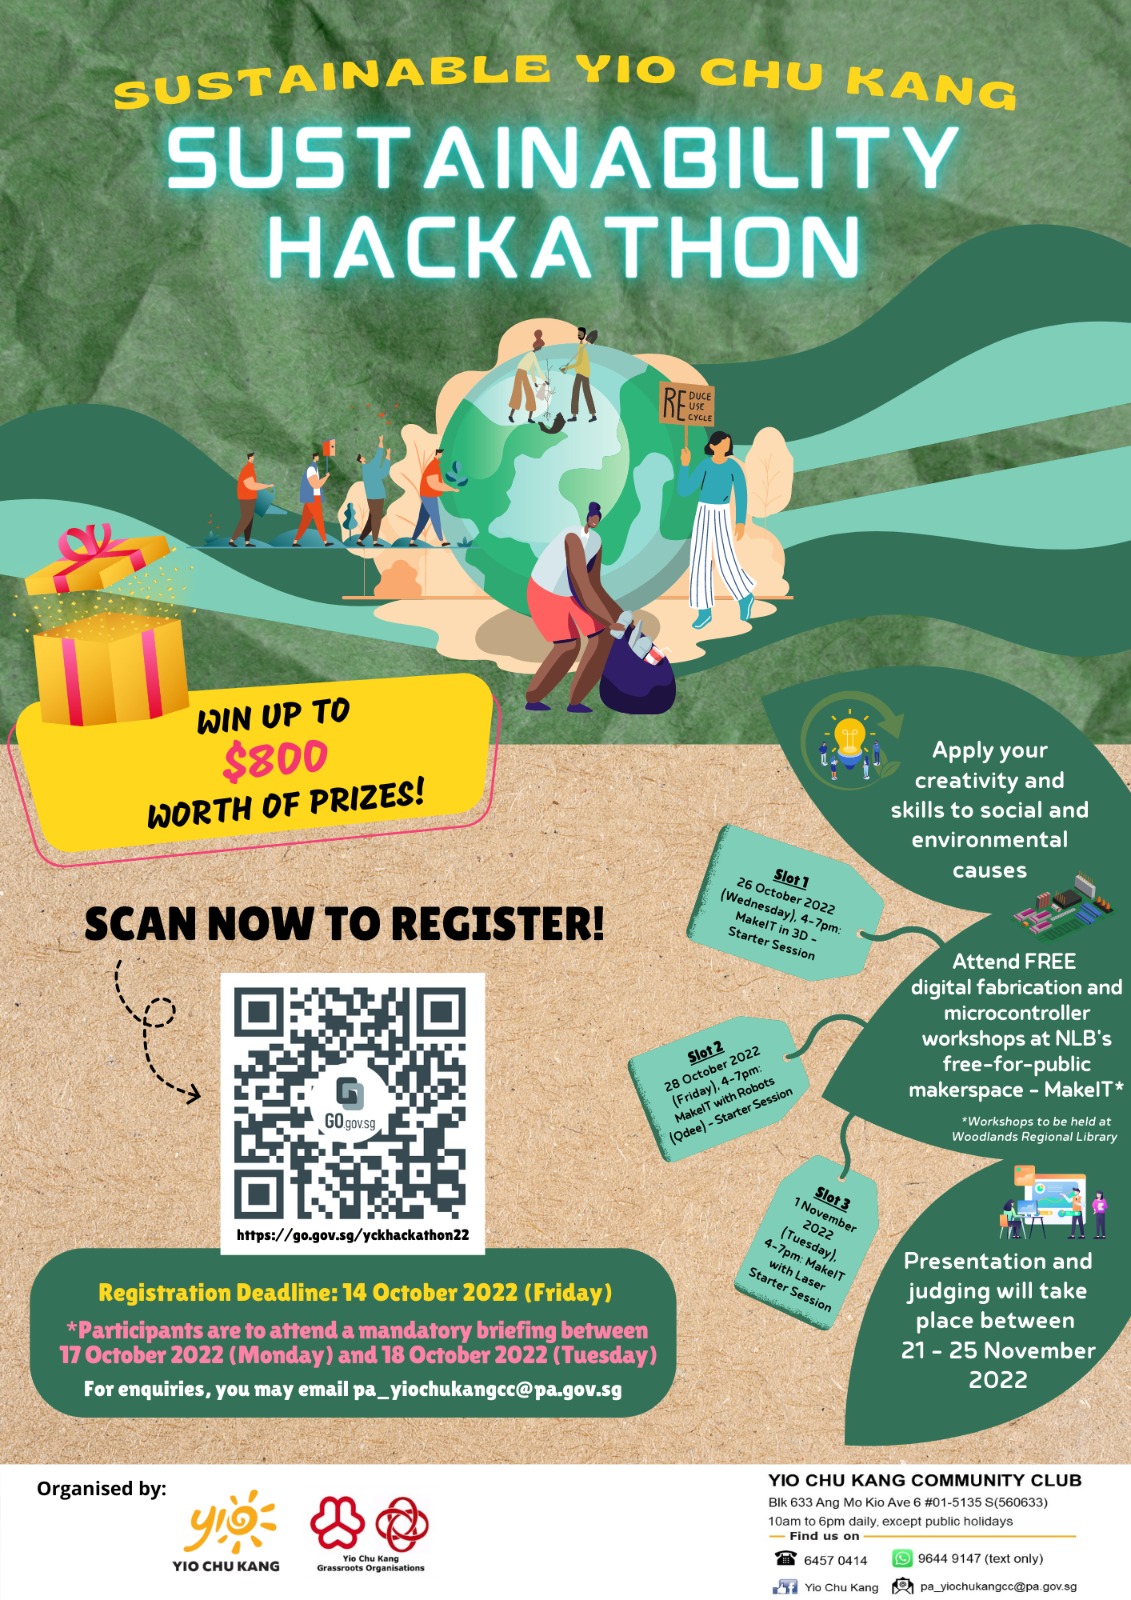 SUSTAINABLE YIO CHU KANG
SUSTAINABILITY
HACKATHON
REDUCE
USE
CYCLE
WIN UP TO
$800
WORTH OF PRIZES!
Apply your
creativity and
skills to social and
environmental
causes
SCAN NOW TO REGISTER!
GO.gov.sg
https://go.gov.sg/yckhackathon22
Slot 1
26 October 2022
(Wednesday), 4-7pm:
MakeIT in 3D -
Starter Session
Attend FREE
digital fabrication and
microcontroller
workshops at NLB's
free-for-public
makerspace - MakeIT*
*Workshops to be held at
Woodlands Regional Library
Slot 2
28 October 2022
(Friday), 4-7pm:
MakeIT with Robots
(Qdee) - Starter Session
Slot 3
1 November
2022
(Tuesday),
4-7pm: MakeIT
with Laser
Starter Session
Presentation and
judging will take
place between
21 - 25 November
2022
Registration Deadline: 14 October 2022 (Friday)
*Participants are to attend a mandatory briefing between
17 October 2022 (Monday) and 18 October 2022 (Tuesday)
For enquiries, you may email pa_yiochukangcc@pa.gov.sg
Organised by:
yio
YIO CHU KANG
Yio Chu Kang
Grassroots Organisations
YIO CHU KANG COMMUNITY CLUB
Blk 633 Ang Mo Kio Ave 6 #01-5135 S(560633)
10am to 6pm daily, except public holidays
Find us on
6457 0414
9644 9147 (text only)
Yio Chu Kang
pa_yiochukangcc@pa.gov.sg